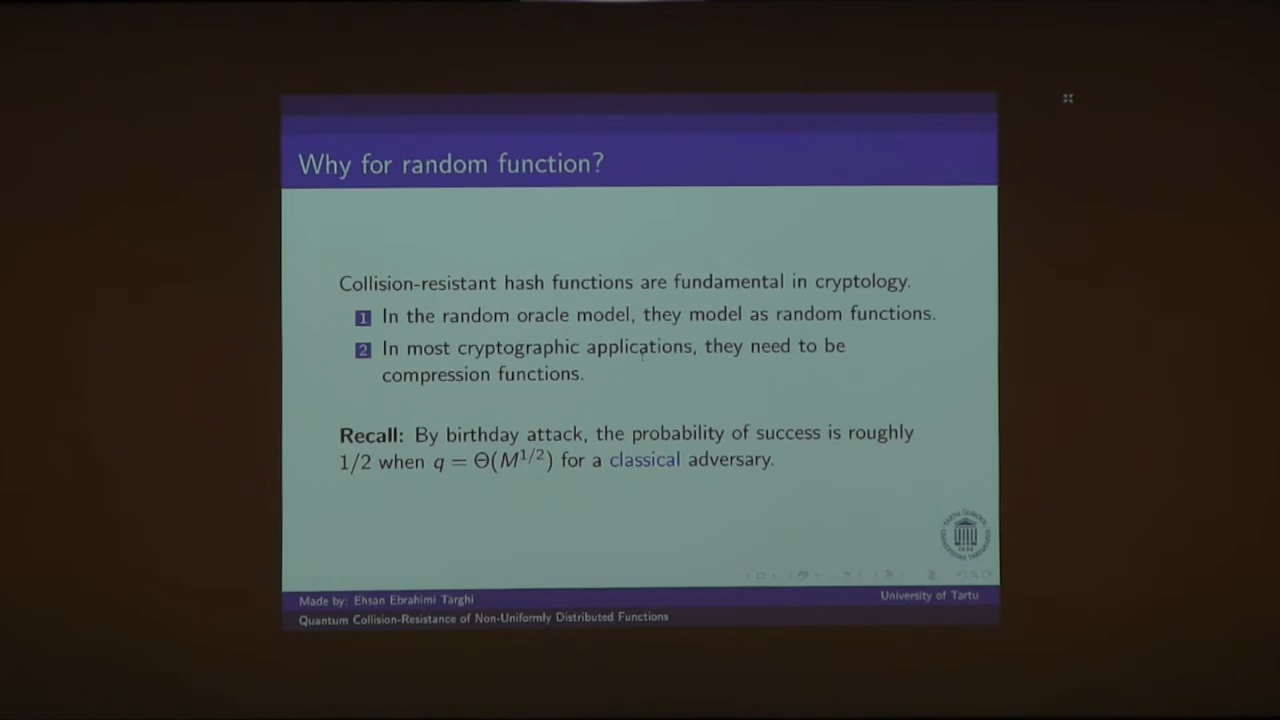 Why for random function?
Collision-resistant hash functions are fundamental in cryptology.
1 In the random oracle model, they model as random functions.
2 In most cryptographic applications, they need to be
compression functions.
Recall: By birthday attack, the probability of success is roughly
1/2 when q = Θ(M^{1/2}) for a classical adversary.
Made by: Ehsan Ebrahimi Targhi
University of Tartu
Quantum Collision-Resistance of Non-Uniformly Distributed Functions